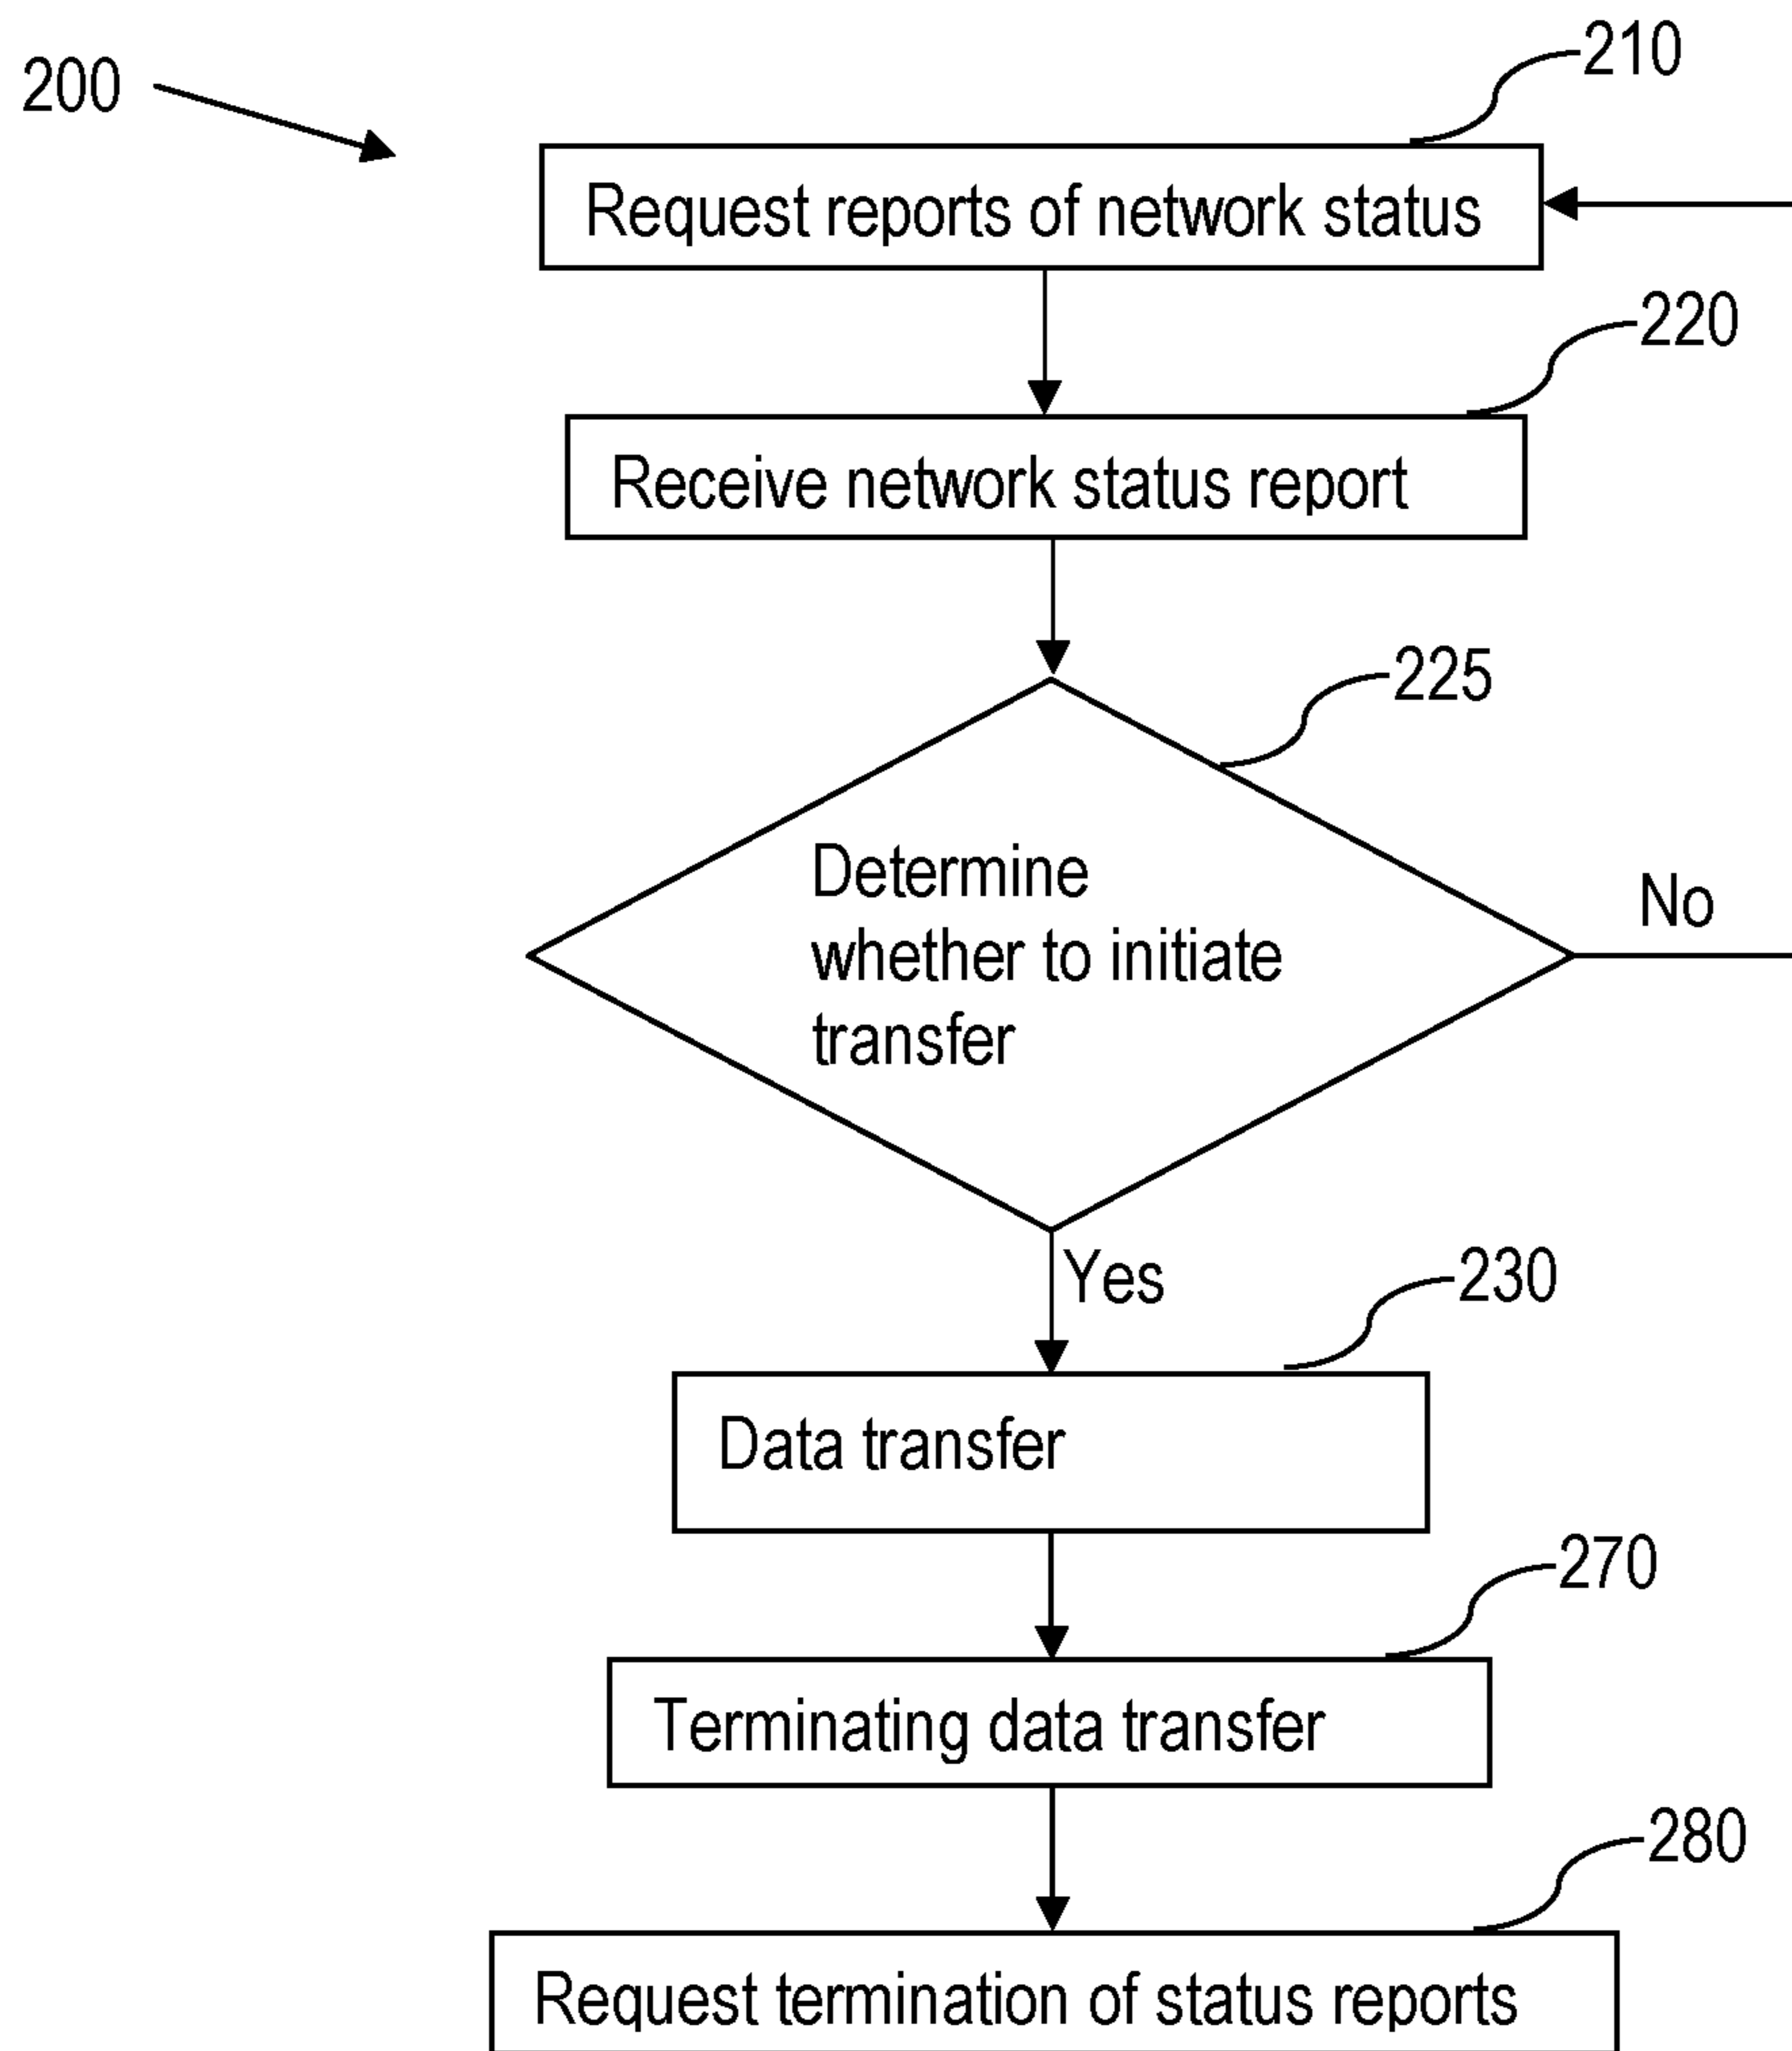 200
210
Request reports of network status
220
Receive network status report
225
Determine
whether to initiate
transfer
No
Yes
230
Data transfer
270
Terminating data transfer
280
Request termination of status reports